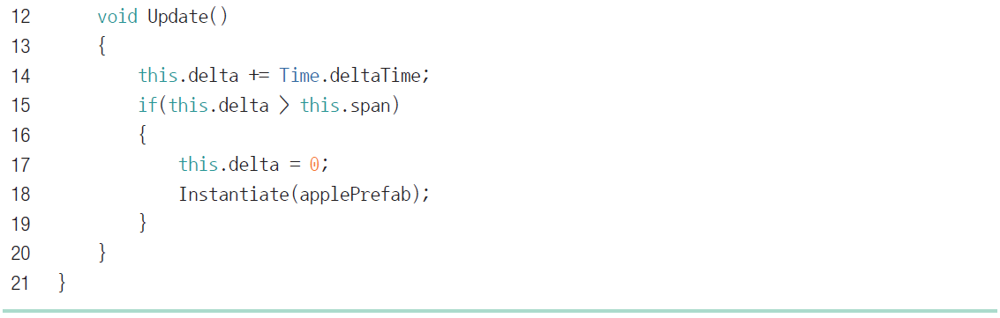 12 void Update()
13 {
14 this.delta += Time.deltaTime;
15 if(this.delta > this.span)
16 {
17 this.delta = 0;
18 Instantiate(applePrefab);
19 }
20 }
21 }